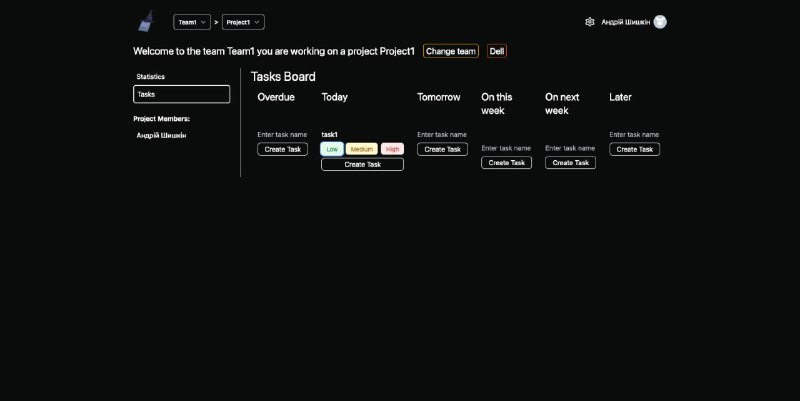 Team1 > Project1
Андрій Шишкін
Welcome to the team Team1 you are working on a project Project1 Change team Dell
Statistics
Tasks
Project Members:
Андрій Шишкін
Tasks Board
Overdue
Enter task name
Create Task
Today
task1
Low Medium High
Create Task
Tomorrow
Enter task name
Create Task
On this
week
Enter task name
Create Task
On next
week
Enter task name
Create Task
Later
Enter task name
Create Task